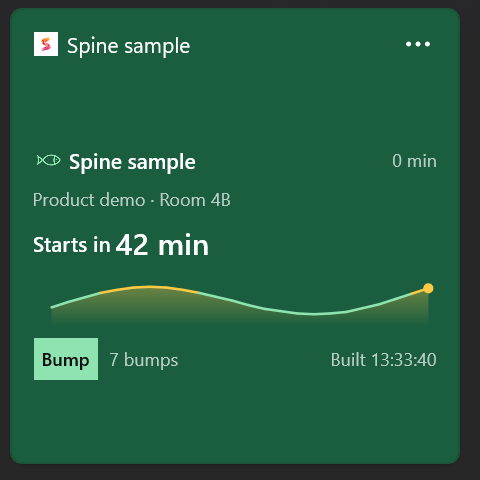 Spine sample
Spine sample 0 min
Product demo · Room 4B
Starts in 42 min
Bump 7 bumps Built 13:33:40